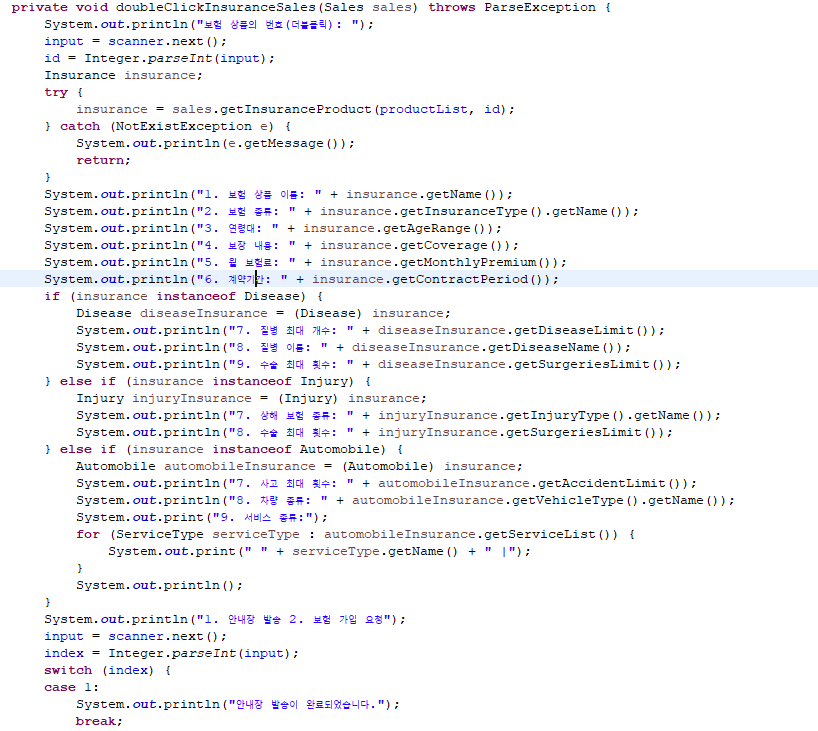 private void doubleClickInsuranceSales(Sales sales) throws ParseException {
System.out.println("보험 상품의 번호(더블클릭): ");
input = scanner.next();
id = Integer.parseInt(input);
Insurance insurance;
try {
insurance = sales.getInsuranceProduct(productList, id);
} catch (NotExistException e) {
System.out.println(e.getMessage());
return;
}
System.out.println("1. 보험 상품 이름: " + insurance.getName());
System.out.println("2. 보험 종류: " + insurance.getInsuranceType().getName());
System.out.println("3. 연령대: " + insurance.getAgeRange());
System.out.println("4. 보장 내용: " + insurance.getCoverage());
System.out.println("5. 월 보험료: " + insurance.getMonthlyPremium());
System.out.println("6. 계약기간: " + insurance.getContractPeriod());
if (insurance instanceof Disease) {
Disease diseaseInsurance = (Disease) insurance;
System.out.println("7. 질병 최대 개수: " + diseaseInsurance.getDiseaseLimit());
System.out.println("8. 질병 이름: " + diseaseInsurance.getDiseaseName());
System.out.println("9. 수술 최대 횟수: " + diseaseInsurance.getSurgeriesLimit());
} else if (insurance instanceof Injury) {
Injury injuryInsurance = (Injury) insurance;
System.out.println("7. 상해 보험 종류: " + injuryInsurance.getInjuryType().getName());
System.out.println("8. 수술 최대 횟수: " + injuryInsurance.getSurgeriesLimit());
} else if (insurance instanceof Automobile) {
Automobile automobileInsurance = (Automobile) insurance;
System.out.println("7. 사고 최대 횟수: " + automobileInsurance.getAccidentLimit());
System.out.println("8. 차량 종류: " + automobileInsurance.getVehicleType().getName());
System.out.print("9. 서비스 종류:");
for (ServiceType serviceType : automobileInsurance.getServiceList()) {
System.out.print(" " + serviceType.getName() + " |");
}
System.out.println();
}
System.out.println("1. 안내장 발송 2. 보험 가입 요청");
input = scanner.next();
index = Integer.parseInt(input);
switch (index) {
case 1:
System.out.println("안내장 발송이 완료되었습니다.");
break;